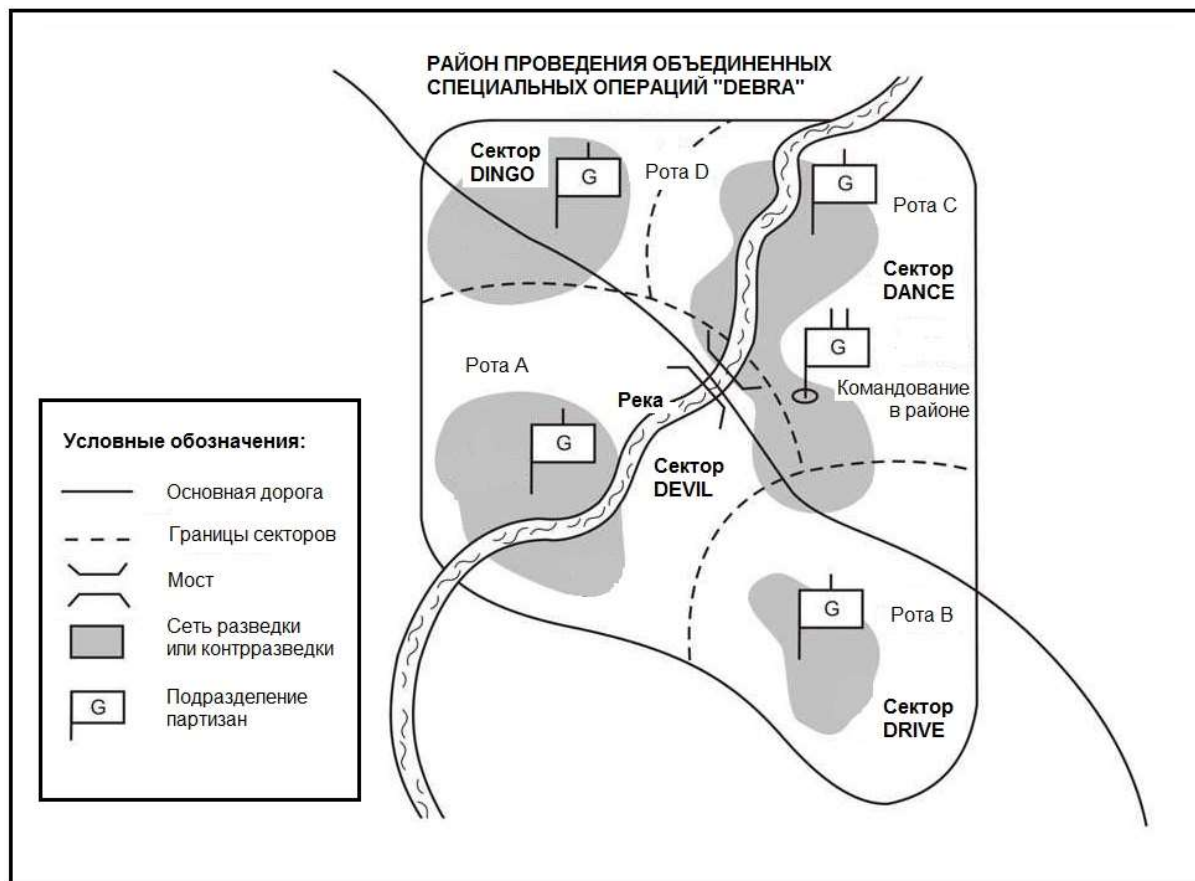 РАЙОН ПРОВЕДЕНИЯ ОБЪЕДИНЕННЫХ
СПЕЦИАЛЬНЫХ ОПЕРАЦИЙ "DEBRA"
Сектор
DINGO
G
Рота D
G
Рота C
Сектор
DANCE
G
Командование
в районе
Рота A
Река
G
Сектор
DEVIL
G
Рота B
Сектор
DRIVE
Условные обозначения:
Основная дорога
Границы секторов
Мост
Сеть разведки
или контрразведки
G
Подразделение
партизан